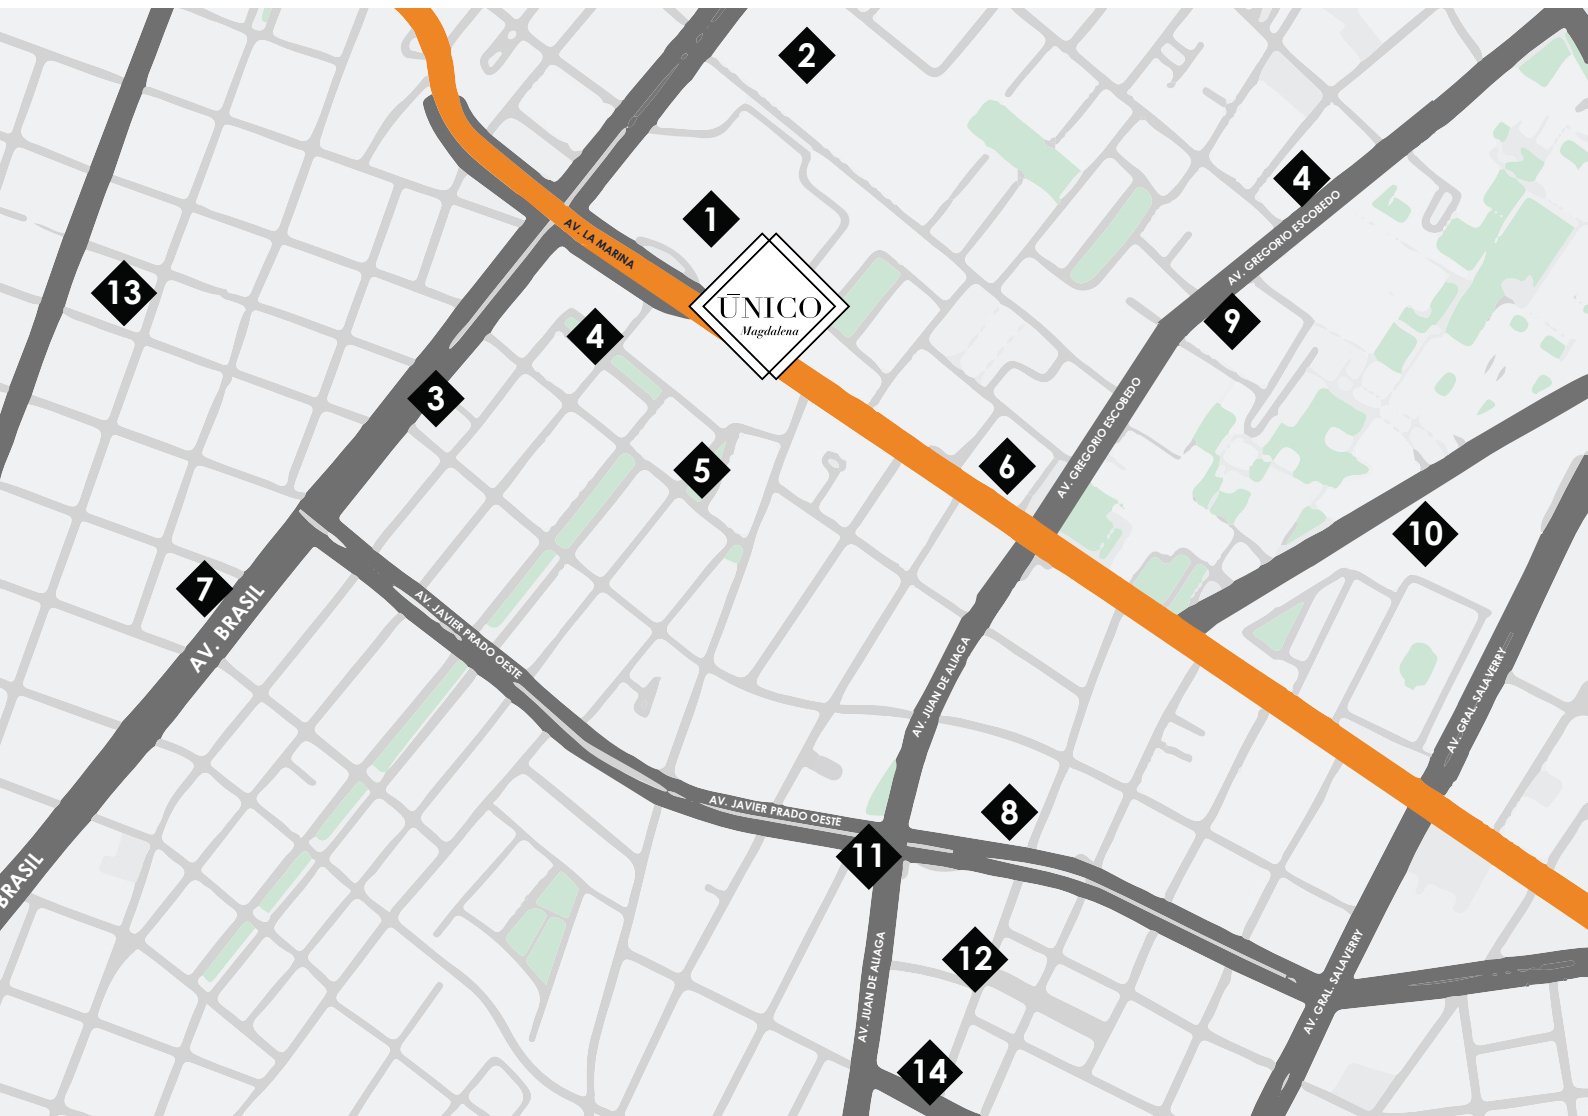 2
4
AV. GREGORIO ESCOBEDO
1
AV. LA MARINA
13
ŪNICO
Magdalena
9
4
3
AV. GREGORIO ESCOBEDO
5
6
10
7
AV. BRASIL
AV. JAVIER PRADO OESTE
AV. JUAN DE ALIAGA
AV. GRAL. SALAVERRY
AV. JAVIER PRADO OESTE
8
11
BRASIL
12
AV. JUAN DE ALIAGA
AV. GRAL. SALAVERRY
14